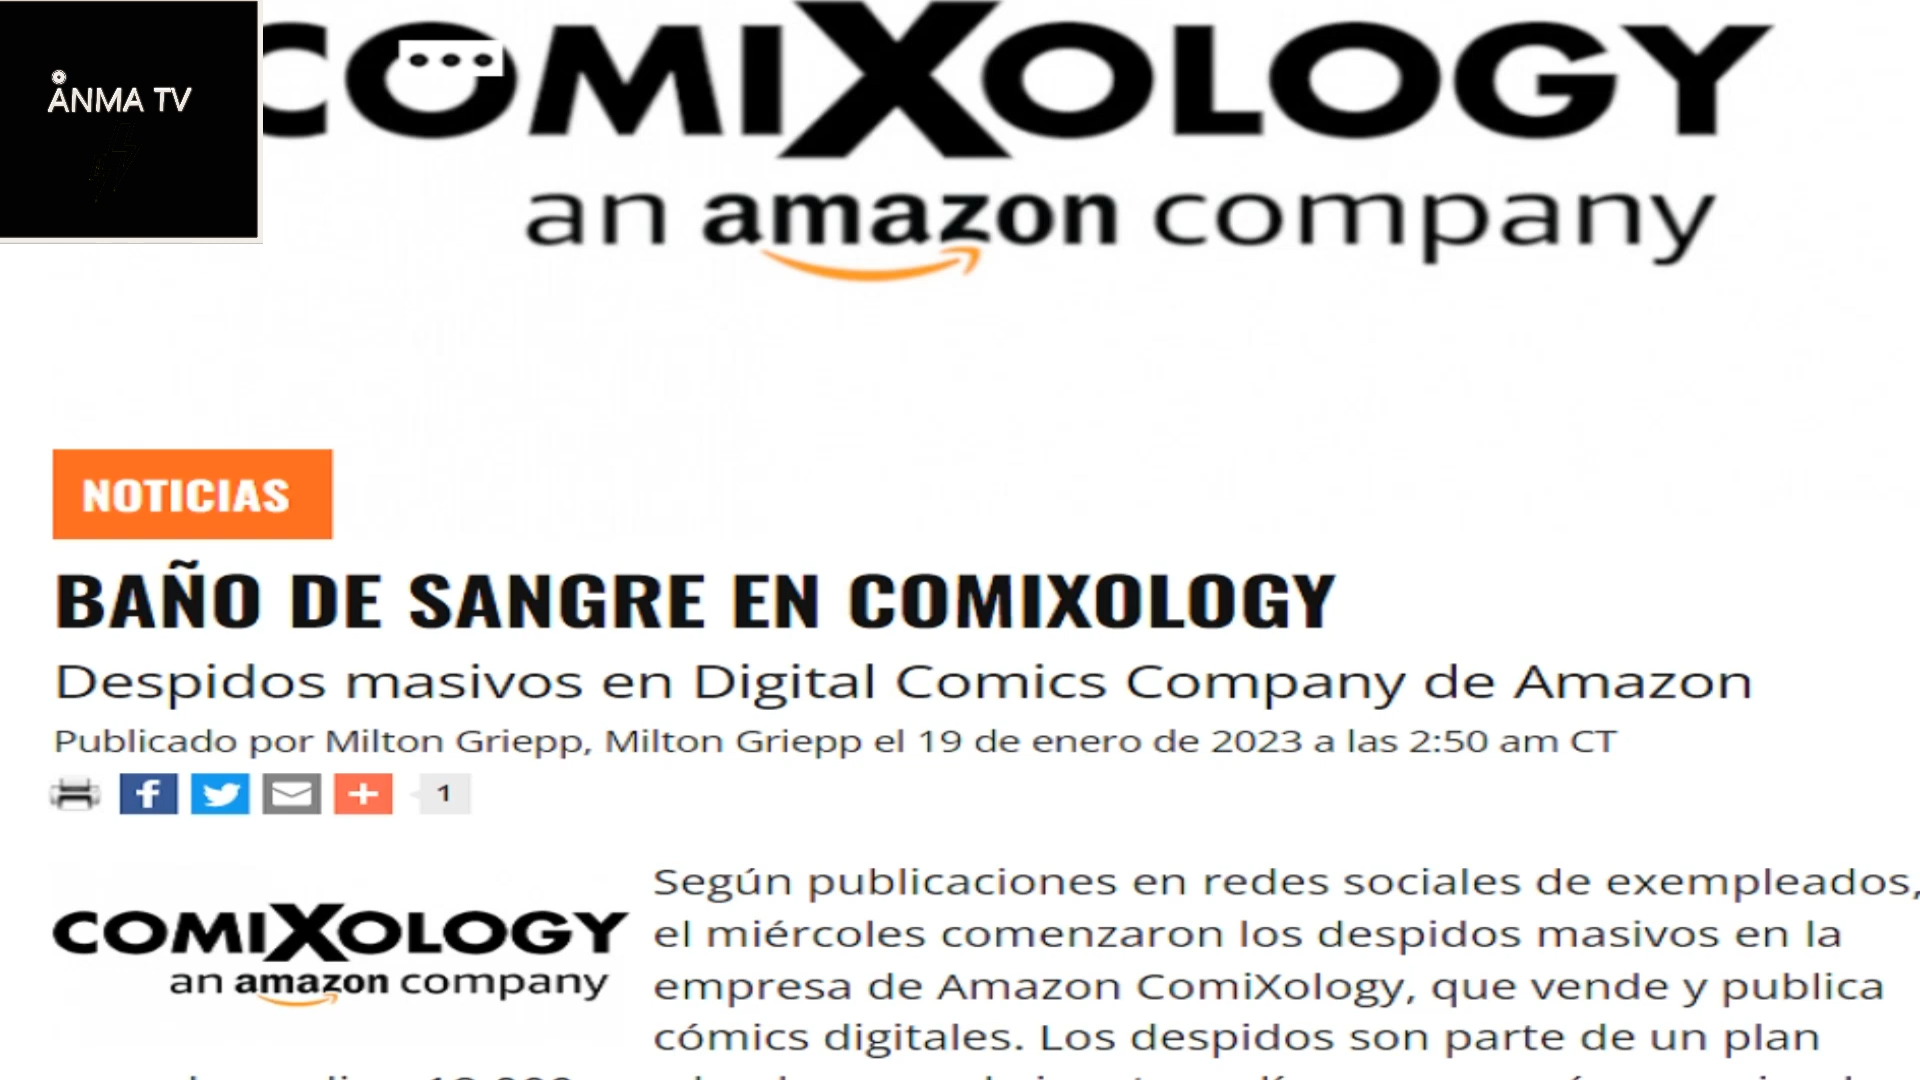 ANMA TV
COMIXOLOGY
an amazon company
NOTICIAS
BAÑO DE SANGRE EN COMIXOLOGY
Despidos masivos en Digital Comics Company de Amazon
Publicado por Milton Griepp, Milton Griepp el 19 de enero de 2023 a las 2:50 am CT
1
COMIXOLOGY
an amazon company
Según publicaciones en redes sociales de exempleados,
el miércoles comenzaron los despidos masivos en la
empresa de Amazon ComiXology, que vende y publica
cómics digitales. Los despidos son parte de un plan